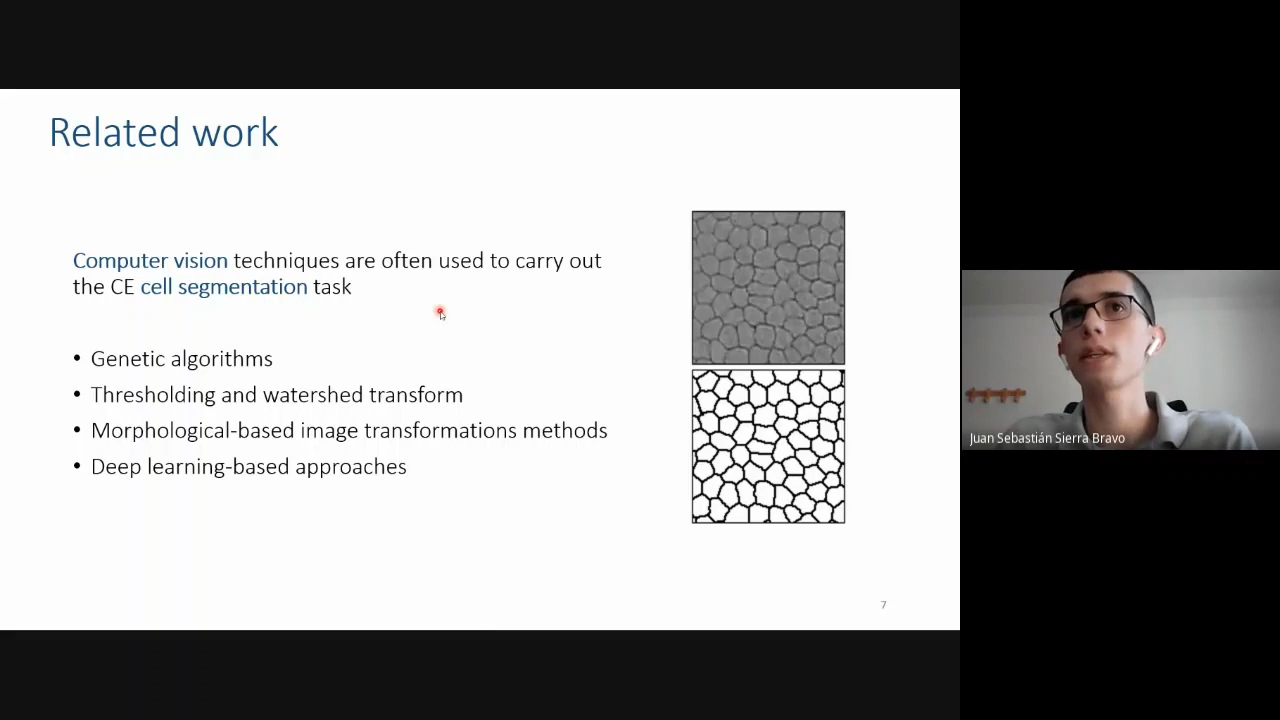 Related work
Computer vision techniques are often used to carry out
the CE cell segmentation task
• Genetic algorithms
• Thresholding and watershed transform
• Morphological-based image transformations methods
• Deep learning-based approaches
7
Juan Sebastián Sierra Bravo